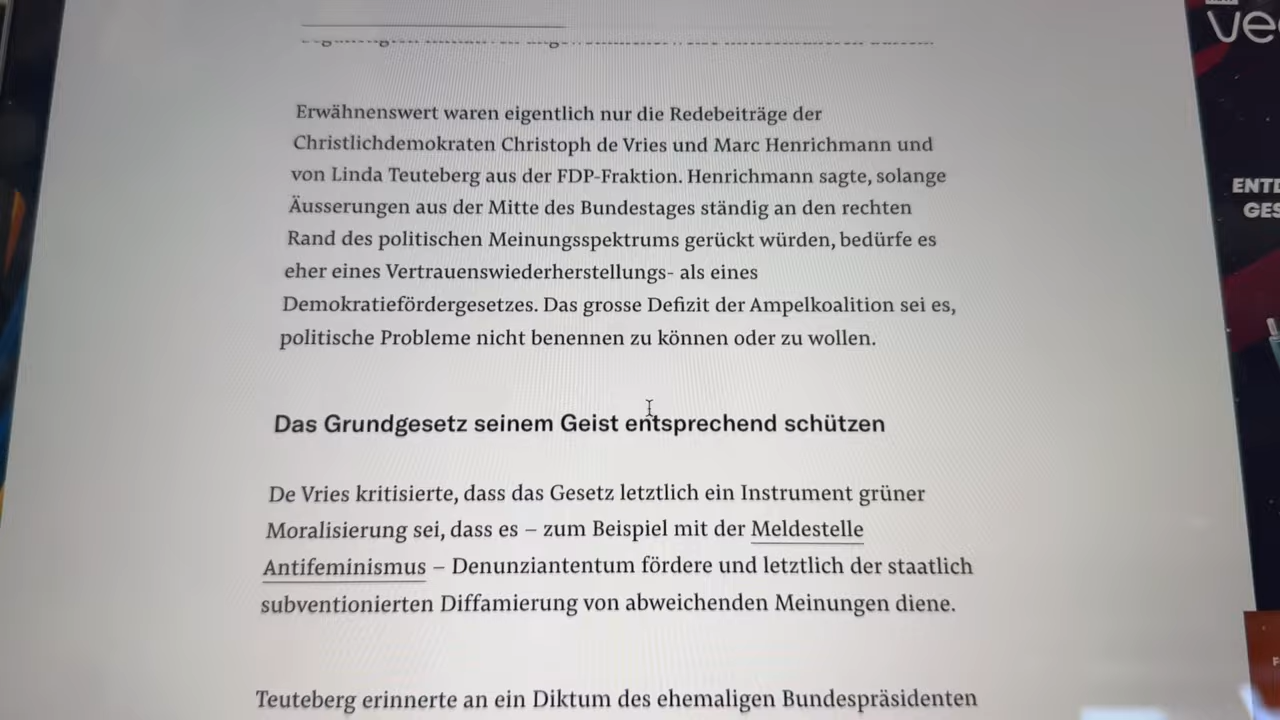 Erwähnenswert waren eigentlich nur die Redebeiträge der
Christlichdemokraten Christoph de Vries und Marc Henrichmann und
von Linda Teuteberg aus der FDP-Fraktion. Henrichmann sagte, solange
Äusserungen aus der Mitte des Bundestages ständig an den rechten
Rand des politischen Meinungsspektrums gerückt würden, bedürfe es
eher eines Vertrauenswiederherstellungs- als eines
Demokratiefördergesetzes. Das grosse Defizit der Ampelkoalition sei es,
politische Probleme nicht benennen zu können oder zu wollen.
Das Grundgesetz seinem Geist entsprechend schützen
De Vries kritisierte, dass das Gesetz letztlich ein Instrument grüner
Moralisierung sei, dass es – zum Beispiel mit der Meldestelle
Antifeminismus – Denunziantentum fördere und letztlich der staatlich
subventionierten Diffamierung von abweichenden Meinungen diene.
Teuteberg erinnerte an ein Diktum des ehemaligen Bundespräsidenten